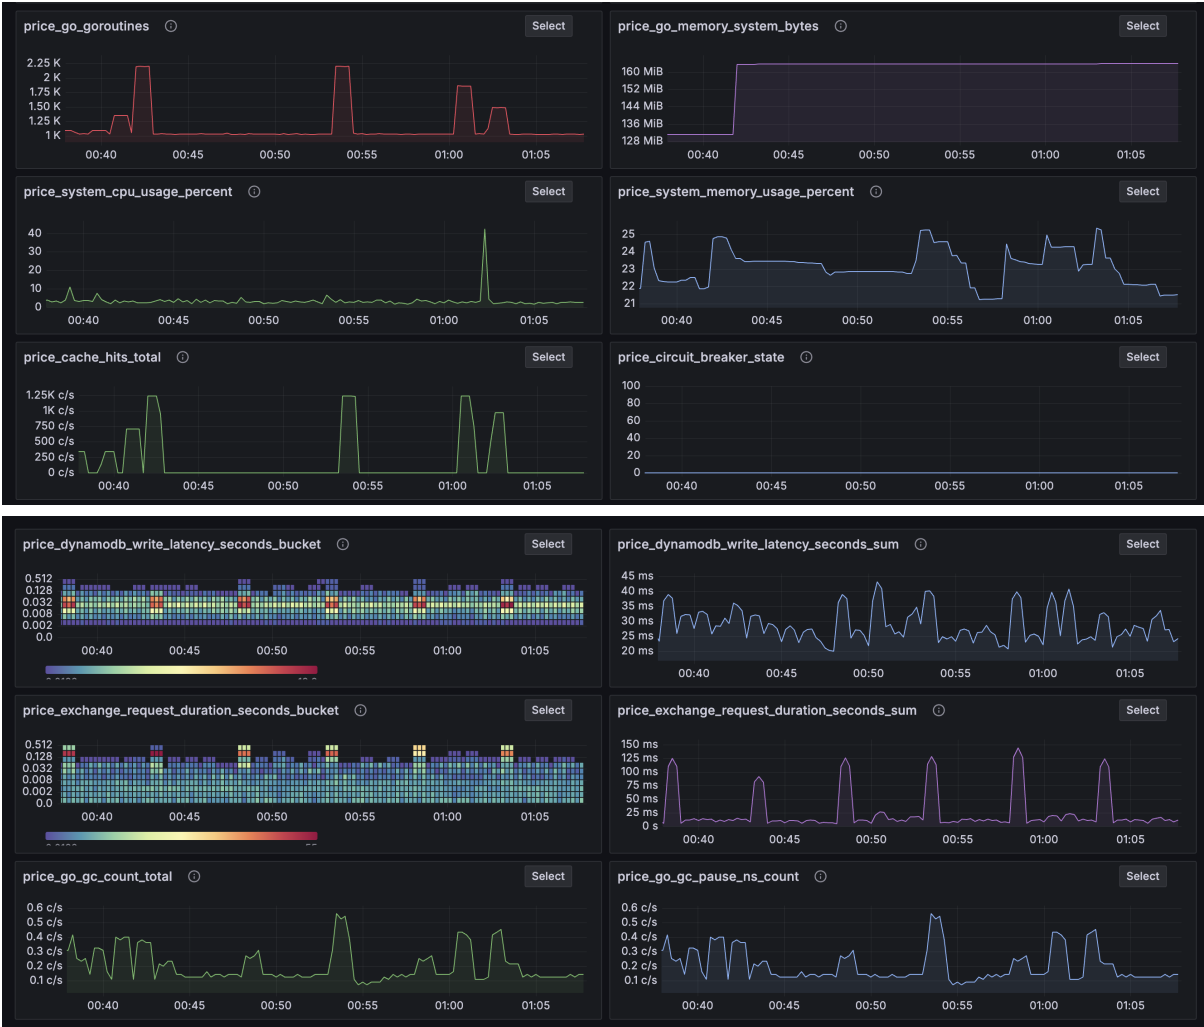 price_go_goroutines Select
2.25 K
2 K
1.75 K
1.50 K
1.25 K
1 K
00:40 00:45 00:50 00:55 01:00 01:05
price_go_memory_system_bytes Select
160 MiB
152 MiB
144 MiB
136 MiB
128 MiB
00:40 00:45 00:50 00:55 01:00 01:05
price_system_cpu_usage_percent Select
40
30
20
10
0
00:40 00:45 00:50 00:55 01:00 01:05
price_system_memory_usage_percent Select
25
24
23
22
21
00:40 00:45 00:50 00:55 01:00 01:05
price_cache_hits_total Select
1.25K c/s
1K c/s
750 c/s
500 c/s
250 c/s
0 c/s
00:40 00:45 00:50 00:55 01:00 01:05
price_circuit_breaker_state Select
100
80
60
40
20
0
00:40 00:45 00:50 00:55 01:00 01:05
price_dynamodb_write_latency_seconds_bucket Select
0.512
0.128
0.032
0.008
0.002
0.0
00:40 00:45 00:50 00:55 01:00 01:05
price_dynamodb_write_latency_seconds_sum Select
45 ms
40 ms
35 ms
30 ms
25 ms
20 ms
00:40 00:45 00:50 00:55 01:00 01:05
price_exchange_request_duration_seconds_bucket Select
0.512
0.128
0.032
0.008
0.002
0.0
00:40 00:45 00:50 00:55 01:00 01:05
price_exchange_request_duration_seconds_sum Select
150 ms
125 ms
100 ms
75 ms
50 ms
25 ms
0 s
00:40 00:45 00:50 00:55 01:00 01:05
price_go_gc_count_total Select
0.6 c/s
0.5 c/s
0.4 c/s
0.3 c/s
0.2 c/s
0.1 c/s
00:40 00:45 00:50 00:55 01:00 01:05
price_go_gc_pause_ns_count Select
0.6 c/s
0.5 c/s
0.4 c/s
0.3 c/s
0.2 c/s
0.1 c/s
00:40 00:45 00:50 00:55 01:00 01:05